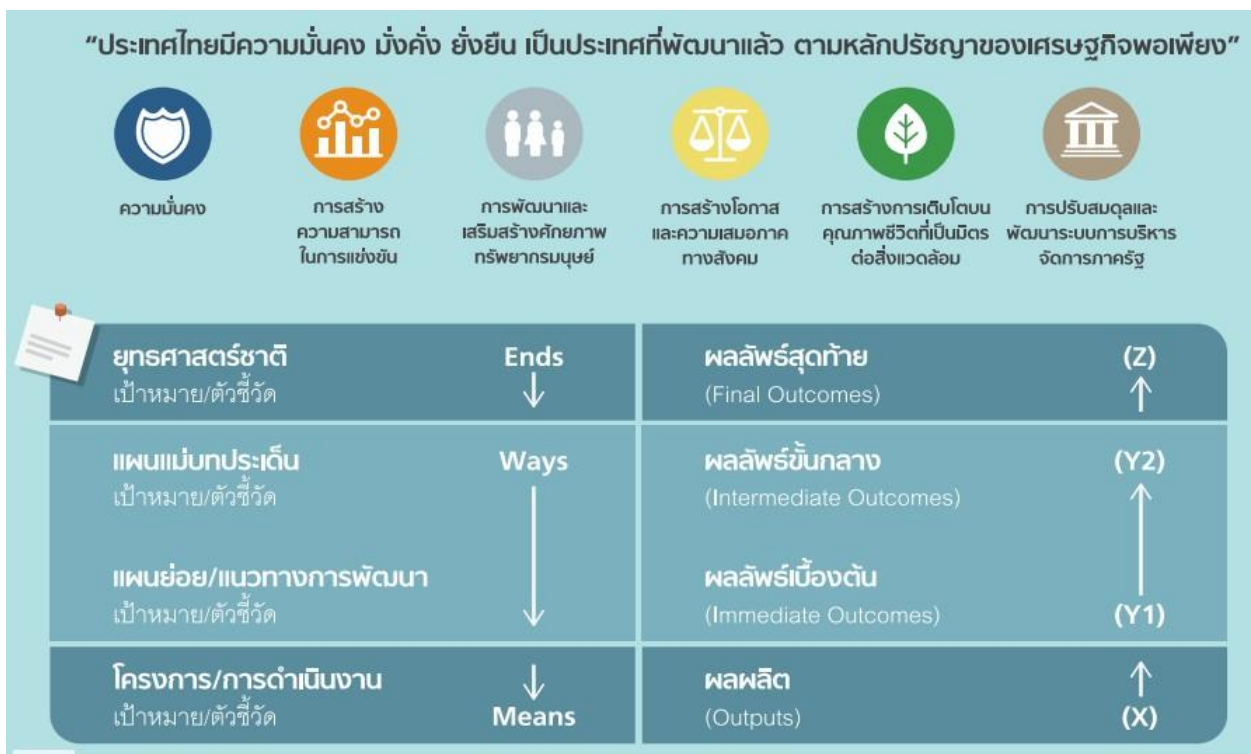 “ประเทศไทยมีความมั่นคง มั่งคั่ง ยั่งยืน เป็นประเทศที่พัฒนาแล้ว ตามหลักปรัชญาของเศรษฐกิจพอเพียง”
ความมั่นคง
การสร้าง
ความสามารถ
ในการแข่งขัน
การพัฒนาและ
เสริมสร้างศักยภาพ
ทรัพยากรมนุษย์
การสร้างโอกาส
และความเสมอภาค
ทางสังคม
การสร้างการเติบโตบน
คุณภาพชีวิตที่เป็นมิตร
ต่อสิ่งแวดล้อม
การปรับสมดุลและ
พัฒนาระบบการบริหาร
จัดการภาครัฐ
ยุทธศาสตร์ชาติ Ends ผลลัพธ์สุดท้าย (Z)
เป้าหมาย/ตัวชี้วัด (Final Outcomes)
แผนแม่บทประเด็น Ways ผลลัพธ์ขั้นกลาง (Y2)
เป้าหมาย/ตัวชี้วัด (Intermediate Outcomes)
แผนย่อย/แนวทางการพัฒนา ผลลัพธ์เบื้องต้น
เป้าหมาย/ตัวชี้วัด (Immediate Outcomes) (Y1)
โครงการ/การดำเนินงาน ผลผลิต
เป้าหมาย/ตัวชี้วัด Means (Outputs) (X)